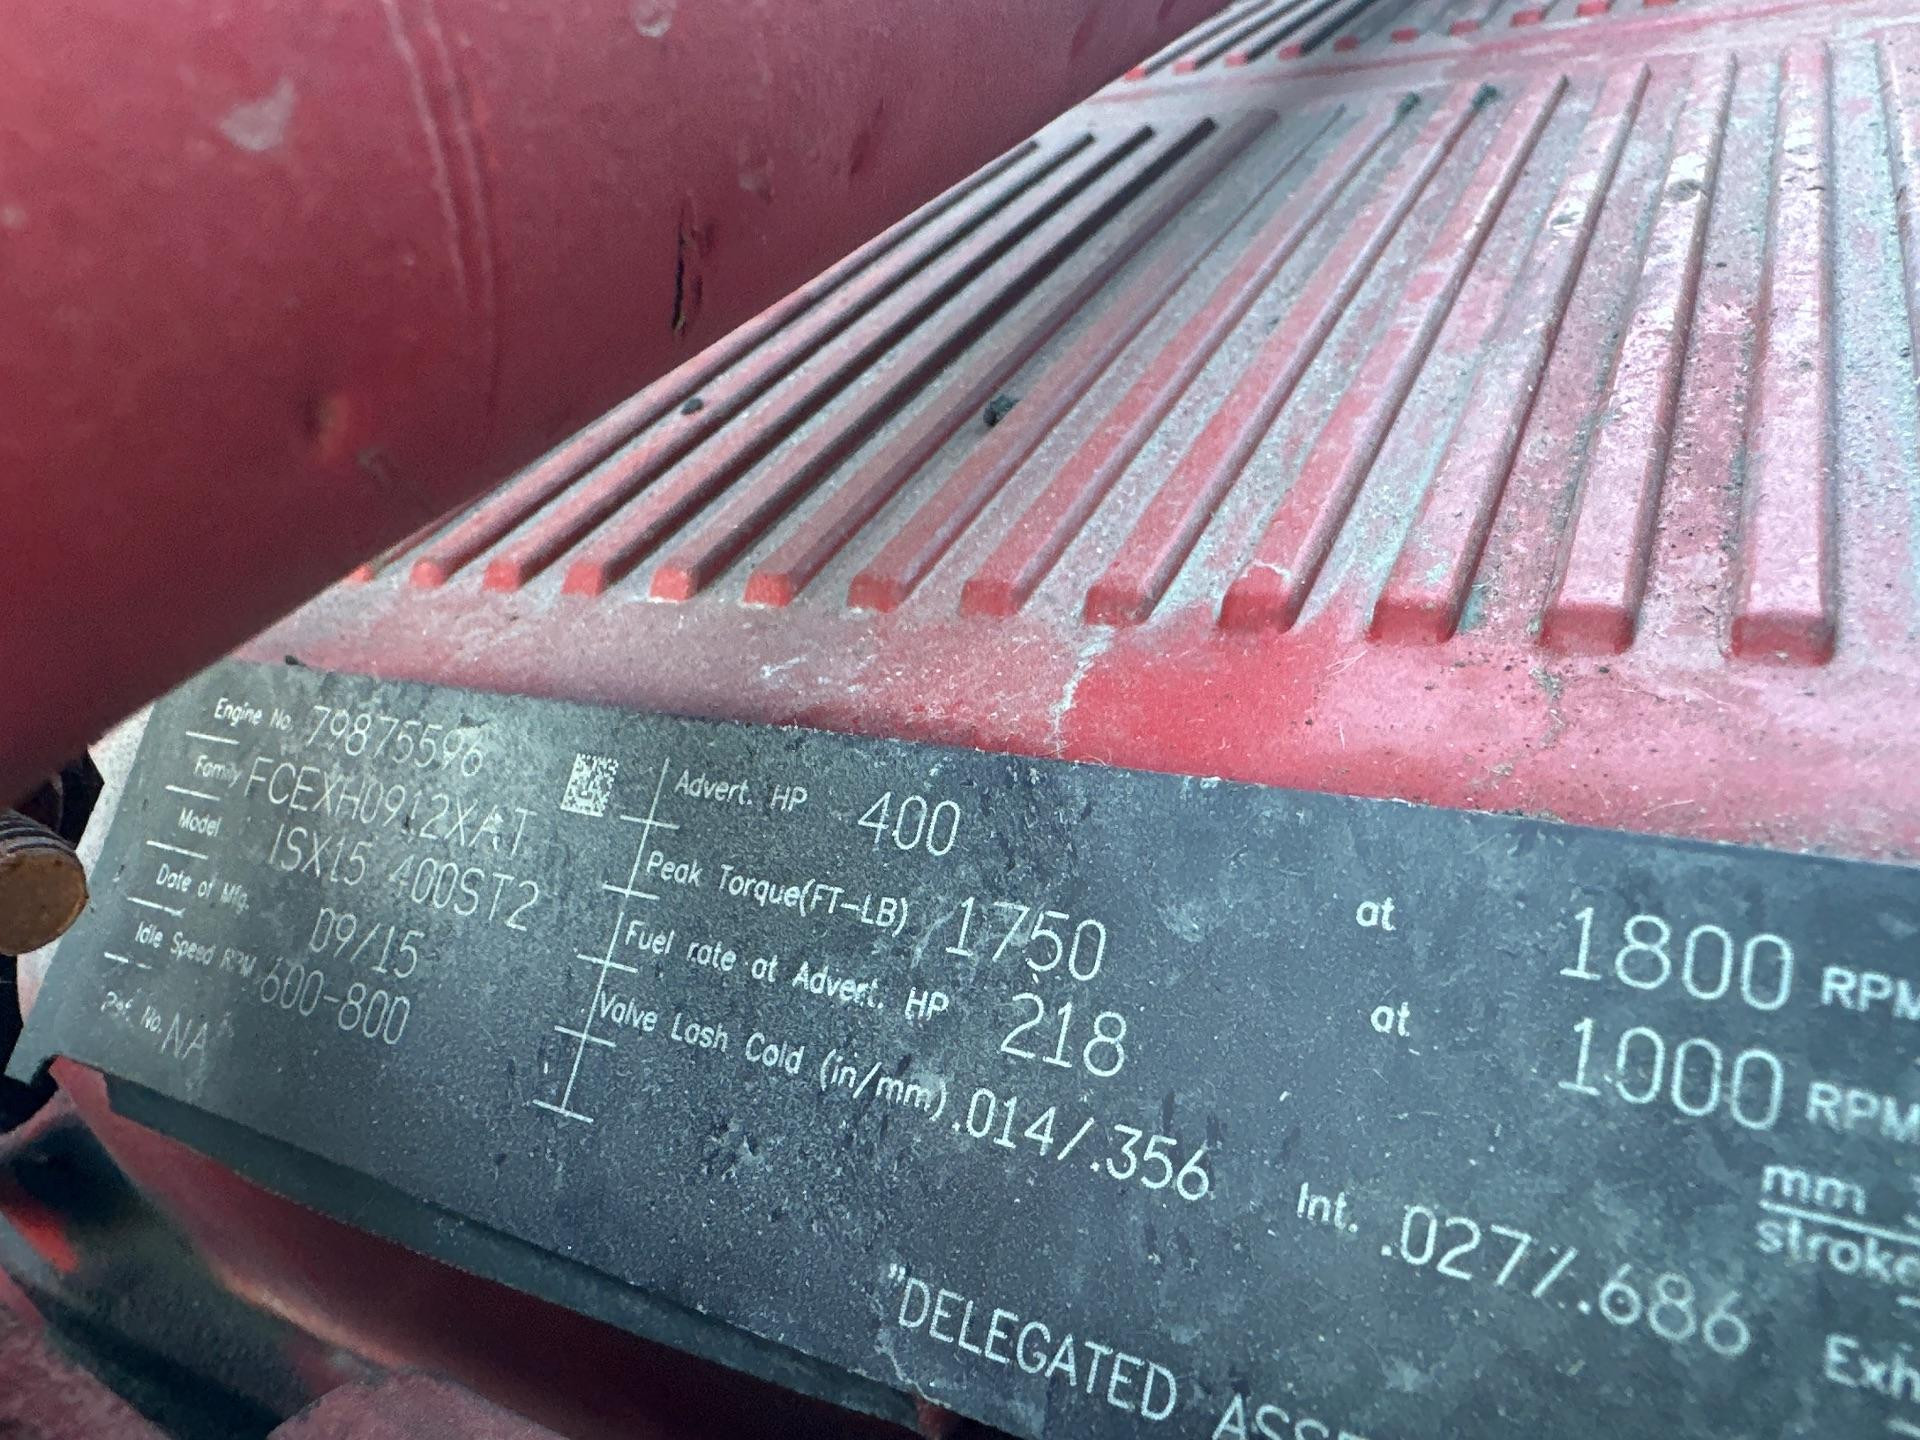 Engine No. 79875596
Family FCEXH0912XAT
Model ISX15 400ST2
Date of Mfg. 09/15
Idle Speed RPM 600-800
Ref. No. NA
Advert. HP 400 at 1800 RPM
Peak Torque(FT-LB) 1750 at 1000 RPM
Fuel rate at Advert. HP 218 mm
stroke
Valve Lash Cold (in/mm) .014/.356 Int. .027/.686 Exh
"DELEGATED